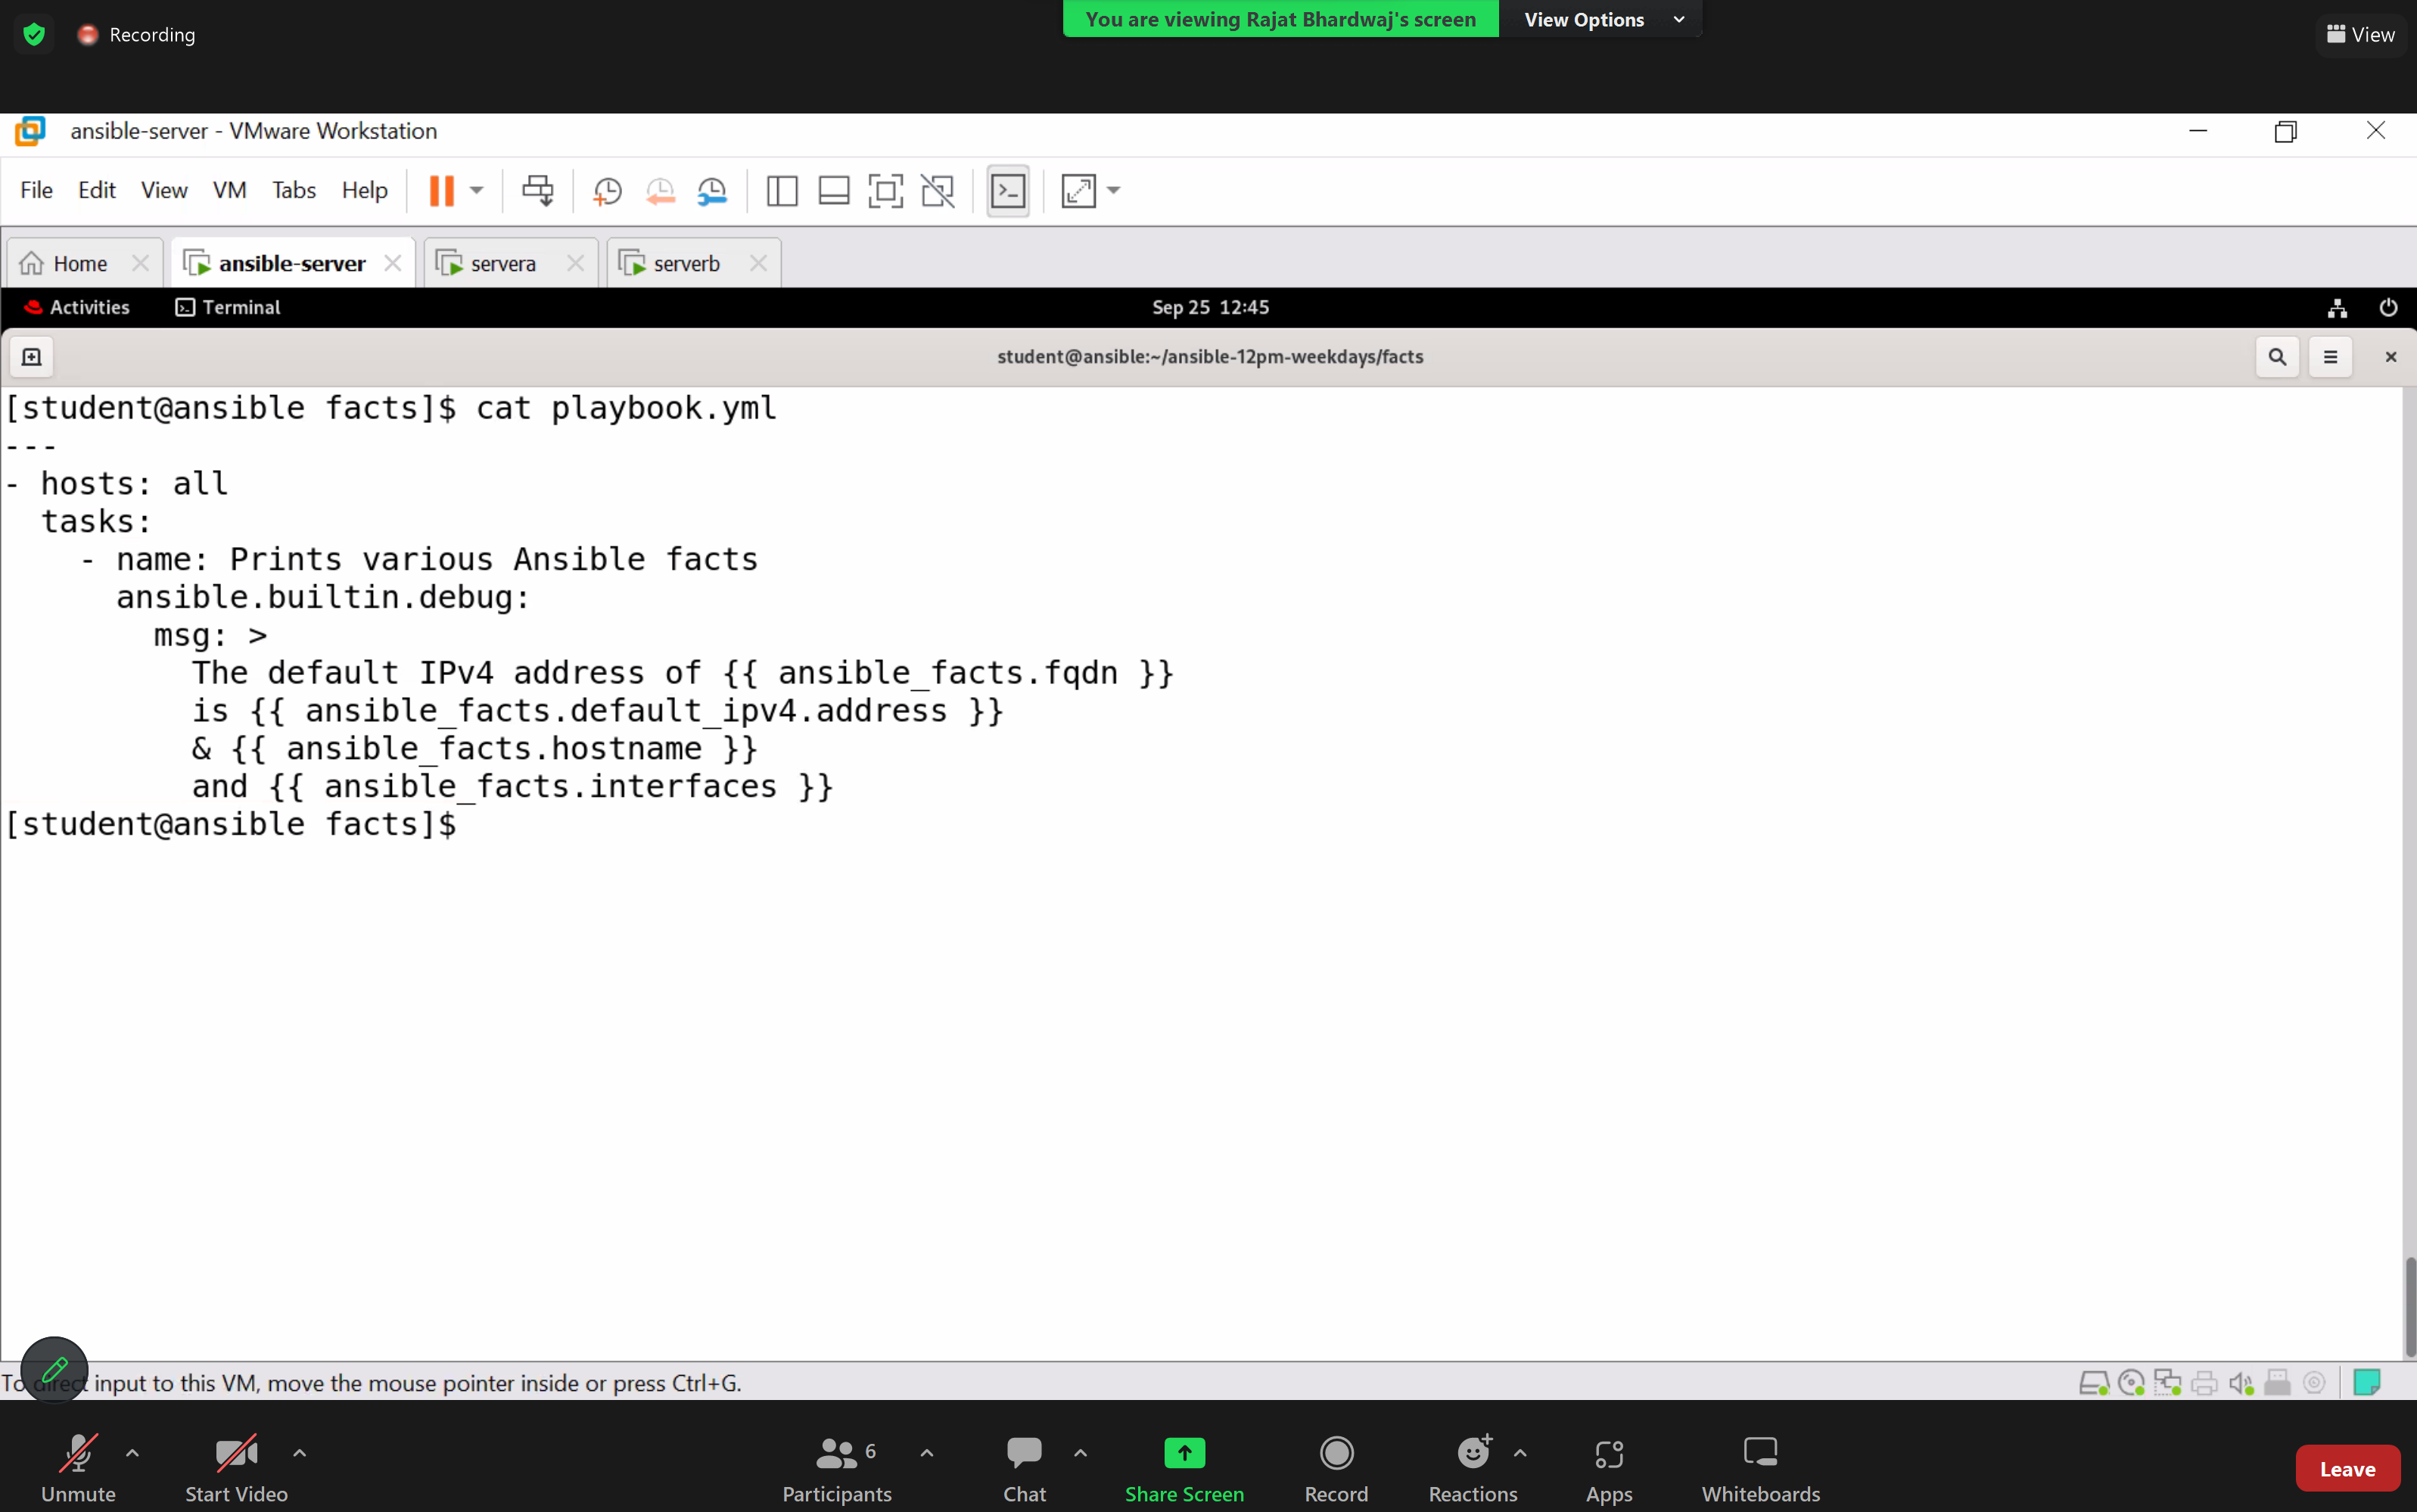 Recording
You are viewing Rajat Bhardwaj's screen
View Options
View
ansible-server - VMware Workstation
File Edit View VM Tabs Help
Home ansible-server servera serverb
Activities Terminal Sep 25 12:45
student@ansible:~/ansible-12pm-weekdays/facts
[student@ansible facts]$ cat playbook.yml
---
- hosts: all
  tasks:
    - name: Prints various Ansible facts
      ansible.builtin.debug:
        msg: >
          The default IPv4 address of {{ ansible_facts.fqdn }}
          is {{ ansible_facts.default_ipv4.address }}
          & {{ ansible_facts.hostname }}
          and {{ ansible_facts.interfaces }}
[student@ansible facts]$
To direct input to this VM, move the mouse pointer inside or press Ctrl+G.
6
Unmute Start Video Participants Chat Share Screen Record Reactions Apps Whiteboards Leave